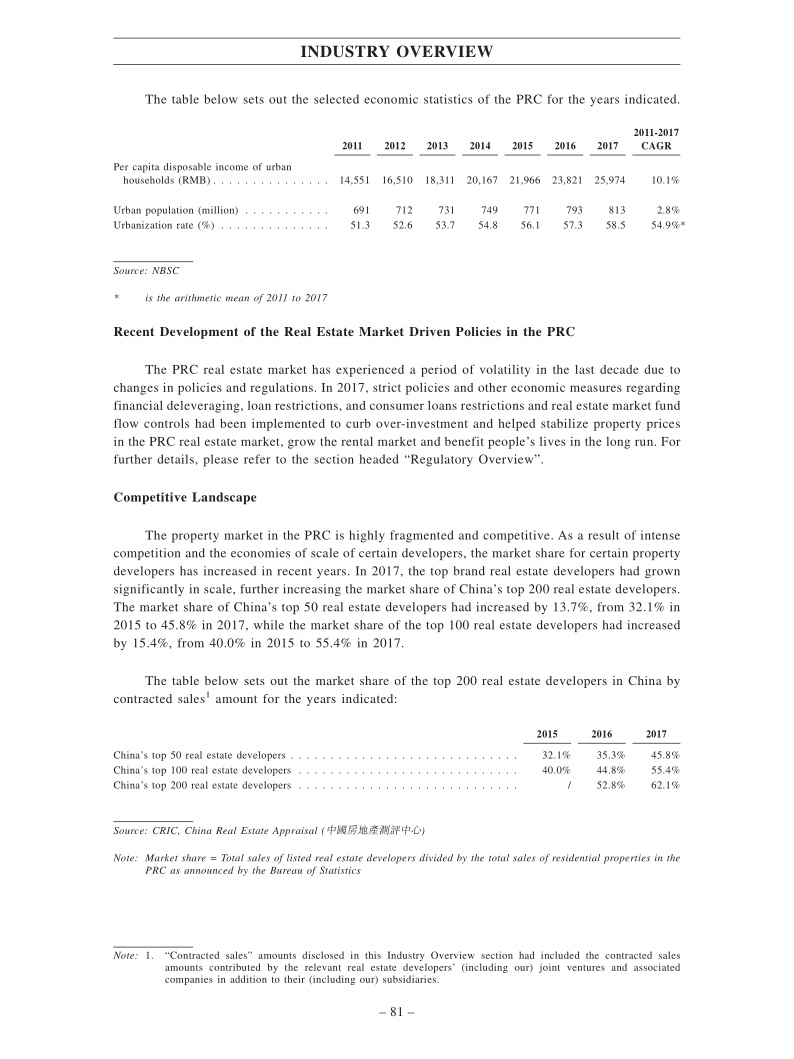 INDUSTRY OVERVIEW
The table below sets out the selected economic statistics of the PRC for the years indicated.
2011-2017
2011 2012 2013 2014 2015 2016 2017 CAGR
Per capita disposable income of urban
households (RMB) . . . . . . . . . . . . . . . 14,551 16,510 18,311 20,167 21,966 23,821 25,974 10.1%
Urban population (million) . . . . . . . . . . . 691 712 731 749 771 793 813 2.8%
Urbanization rate (%) . . . . . . . . . . . . . . 51.3 52.6 53.7 54.8 56.1 57.3 58.5 54.9%*
Source: NBSC
* is the arithmetic mean of 2011 to 2017
Recent Development of the Real Estate Market Driven Policies in the PRC
The PRC real estate market has experienced a period of volatility in the last decade due to
changes in policies and regulations. In 2017, strict policies and other economic measures regarding
financial deleveraging, loan restrictions, and consumer loans restrictions and real estate market fund
flow controls had been implemented to curb over-investment and helped stabilize property prices
in the PRC real estate market, grow the rental market and benefit people's lives in the long run. For
further details, please refer to the section headed “Regulatory Overview”.
Competitive Landscape
The property market in the PRC is highly fragmented and competitive. As a result of intense
competition and the economies of scale of certain developers, the market share for certain property
developers has increased in recent years. In 2017, the top brand real estate developers had grown
significantly in scale, further increasing the market share of China's top 200 real estate developers.
The market share of China's top 50 real estate developers had increased by 13.7%, from 32.1% in
2015 to 45.8% in 2017, while the market share of the top 100 real estate developers had increased
by 15.4%, from 40.0% in 2015 to 55.4% in 2017.
The table below sets out the market share of the top 200 real estate developers in China by
contracted sales1 amount for the years indicated:
2015 2016 2017
China's top 50 real estate developers . . . . . . . . . . . . . . . . . . . . . . . . . . . . . 32.1% 35.3% 45.8%
China's top 100 real estate developers . . . . . . . . . . . . . . . . . . . . . . . . . . . . 40.0% 44.8% 55.4%
China's top 200 real estate developers . . . . . . . . . . . . . . . . . . . . . . . . . . . . / 52.8% 62.1%
Source: CRIC, China Real Estate Appraisal (中國房地產測評中心)
Note: Market share = Total sales of listed real estate developers divided by the total sales of residential properties in the
PRC as announced by the Bureau of Statistics
Note: 1. “Contracted sales” amounts disclosed in this Industry Overview section had included the contracted sales
amounts contributed by the relevant real estate developers' (including our) joint ventures and associated
companies in addition to their (including our) subsidiaries.
– 81 –